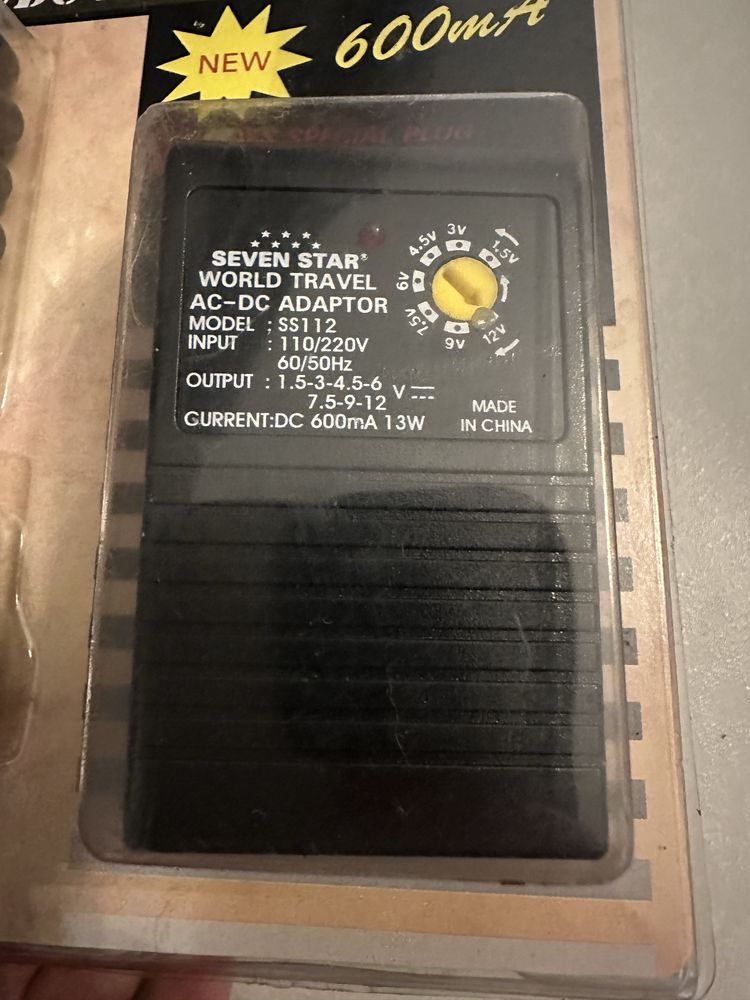 NEW
600mA
SPECIAL PLUG
SEVEN STAR®
WORLD TRAVEL
AC-DC ADAPTOR
MODEL : SS112
INPUT : 110/220V
60/50Hz
OUTPUT : 1.5-3-4.5-6
7.5-9-12 V
CURRENT:DC 600mA 13W
1.5V
3V
4.5V
6V
7.5V
9V
12V
MADE
IN CHINA